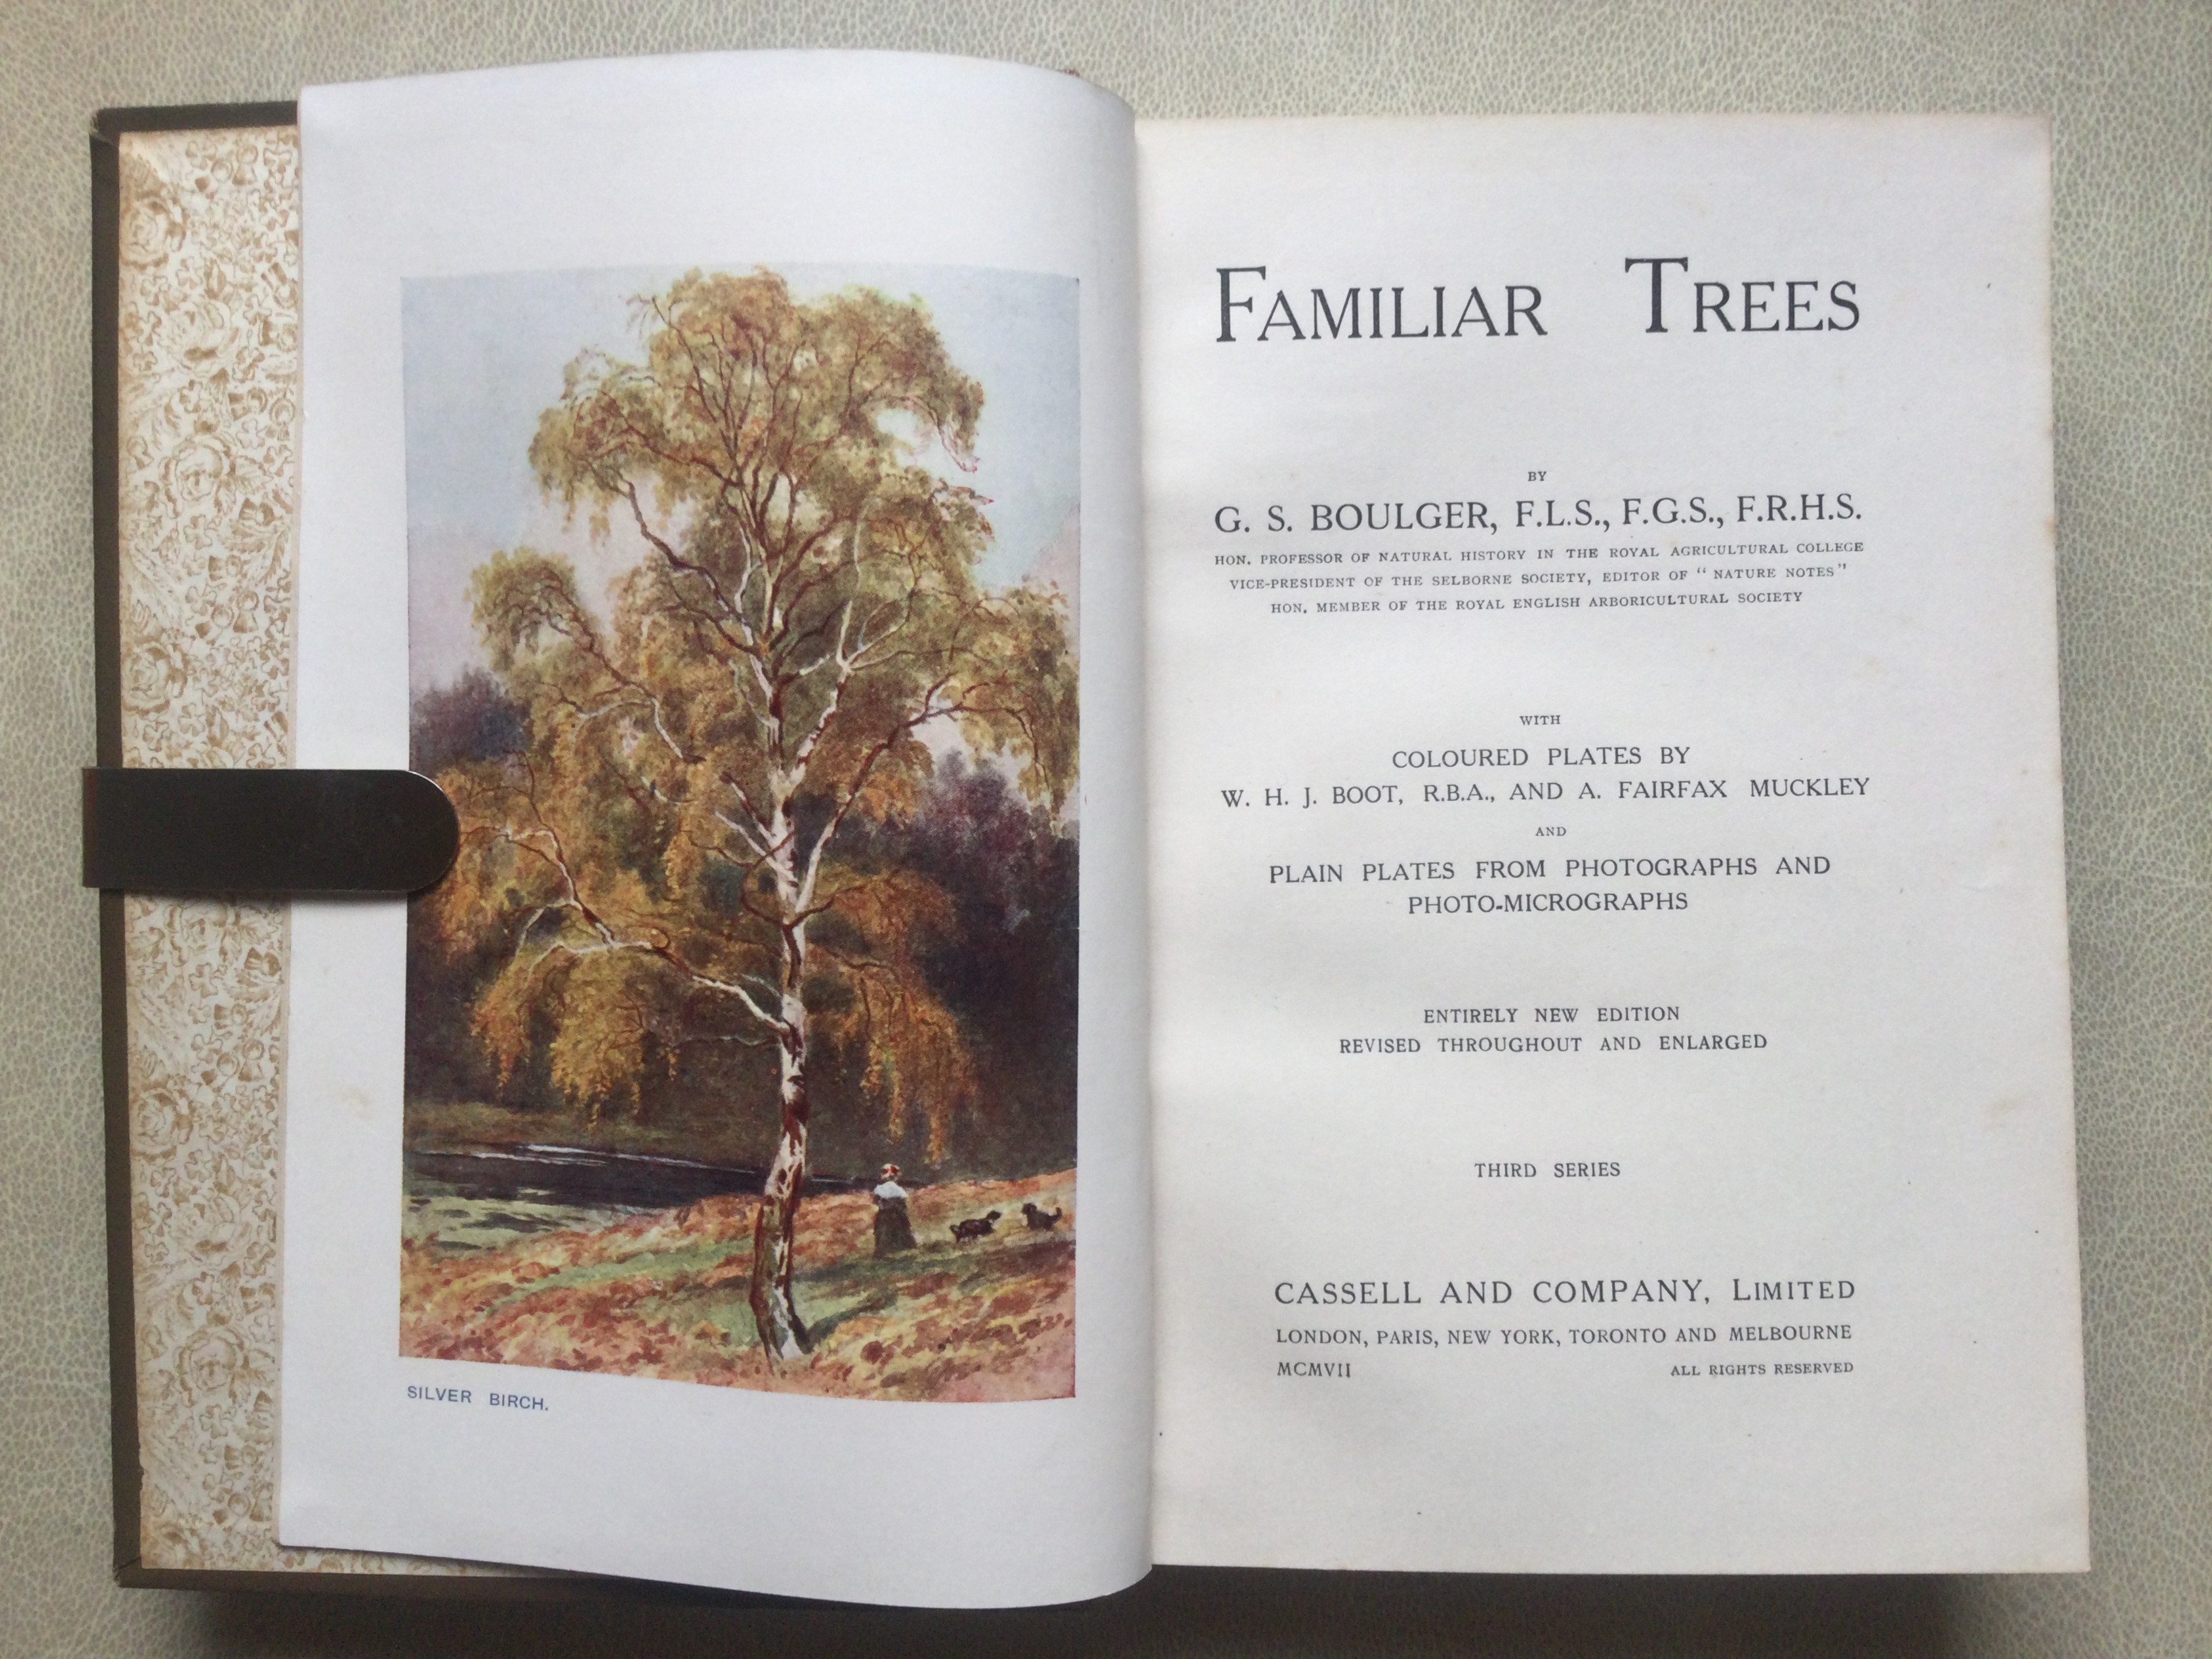 SILVER BIRCH.
FAMILIAR TREES
BY
G. S. BOULGER, F.L.S., F.G.S., F.R.H.S.
HON. PROFESSOR OF NATURAL HISTORY IN THE ROYAL AGRICULTURAL COLLEGE
VICE-PRESIDENT OF THE SELBORNE SOCIETY, EDITOR OF "NATURE NOTES"
HON. MEMBER OF THE ROYAL ENGLISH ARBORICULTURAL SOCIETY
WITH
COLOURED PLATES BY
W. H. J. BOOT, R.B.A., AND A. FAIRFAX MUCKLEY
AND
PLAIN PLATES FROM PHOTOGRAPHS AND
PHOTO-MICROGRAPHS
ENTIRELY NEW EDITION
REVISED THROUGHOUT AND ENLARGED
THIRD SERIES
CASSELL AND COMPANY, LIMITED
LONDON, PARIS, NEW YORK, TORONTO AND MELBOURNE
MCMVII ALL RIGHTS RESERVED